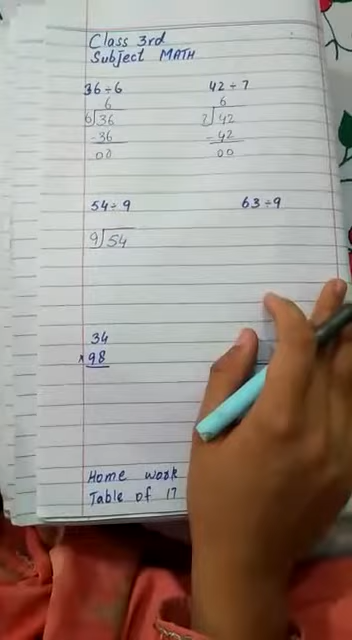 Class 3rd
Subject MATH
36÷6 42÷7
6 6
6)36 7)42
-36 -42
00 00
54÷9 63÷9
9)54
34
×98
Home work
Table of 17